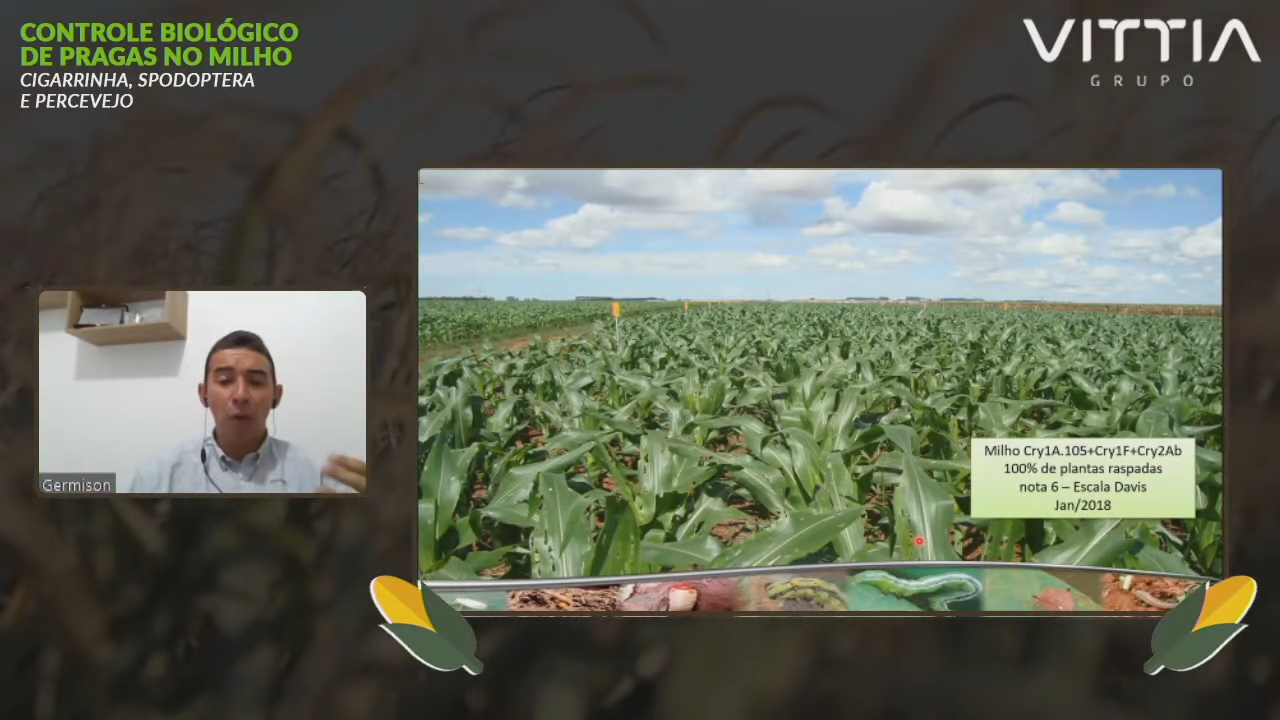 CONTROLE BIOLÓGICO
DE PRAGAS NO MILHO
CIGARRINHA, SPODOPTERA
E PERCEVEJO
VITTIA
GRUPO
Milho Cry1A.105+Cry1F+Cry2Ab
100% de plantas raspadas
nota 6 – Escala Davis
Jan/2018
Germison